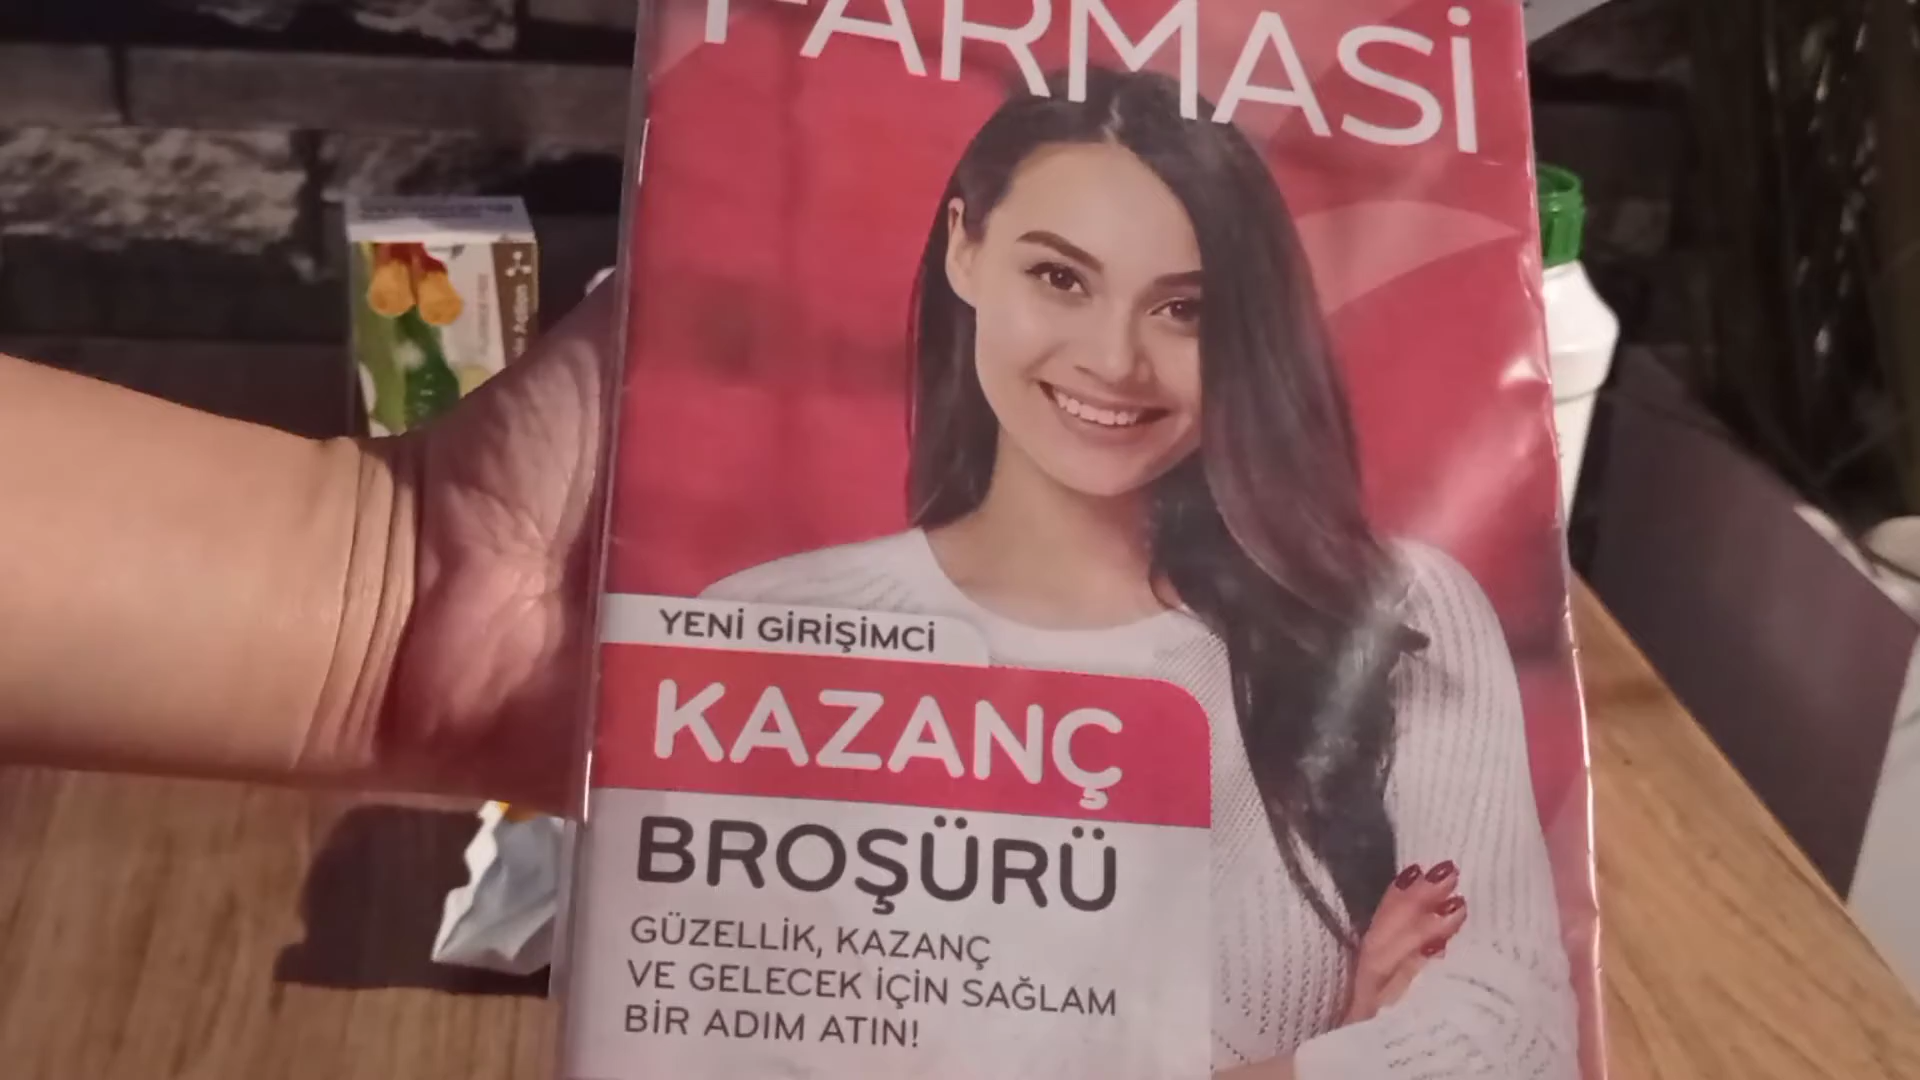 FARMASİ
YENİ GİRİŞİMCİ
KAZANÇ
BROŞÜRÜ
GÜZELLİK, KAZANÇ
VE GELECEK İÇİN SAĞLAM
BİR ADIM ATIN!